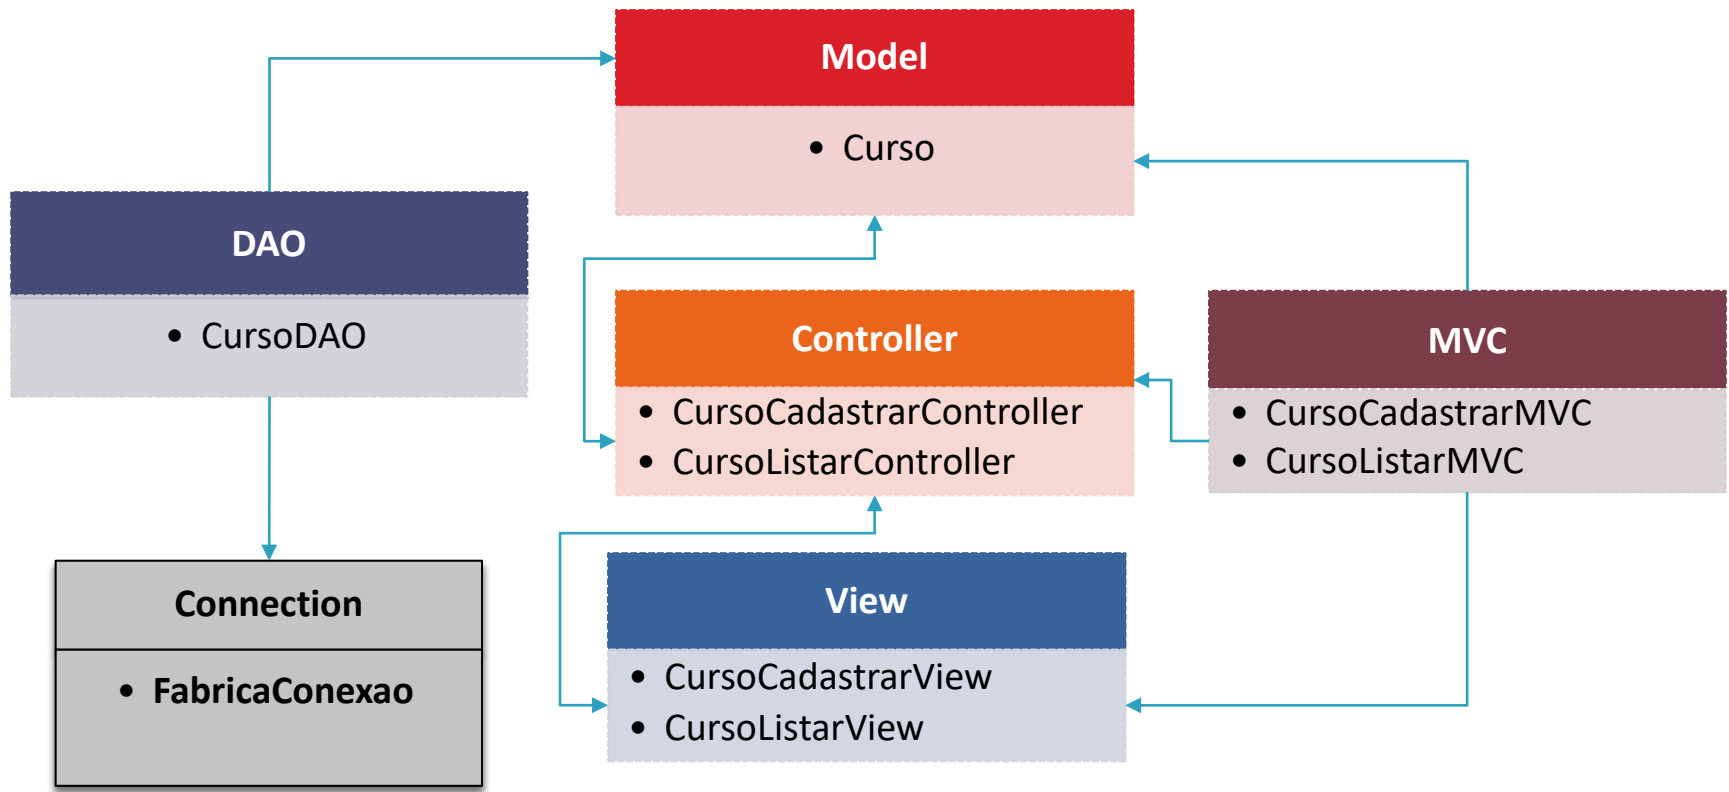 Model
• Curso
DAO
• CursoDAO
Controller
• CursoCadastrarController
• CursoListarController
MVC
• CursoCadastrarMVC
• CursoListarMVC
Connection
• FabricaConexao
View
• CursoCadastrarView
• CursoListarView